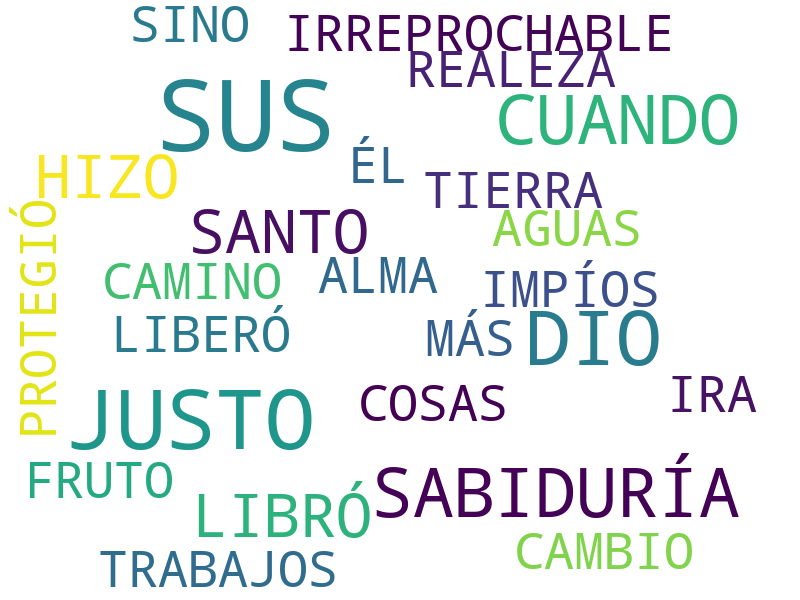 SINO
IRREPROCHABLE
REALEZA
SUS
CUANDO
ÉL
HIZO
TIERRA
SANTO
AGUAS
PROTEGIÓ
CAMINO
ALMA
IMPÍOS
LIBERÓ
MÁS
DIO
JUSTO
COSAS
IRA
FRUTO
SABIDURÍA
LIBRÓ
CAMBIO
TRABAJOS